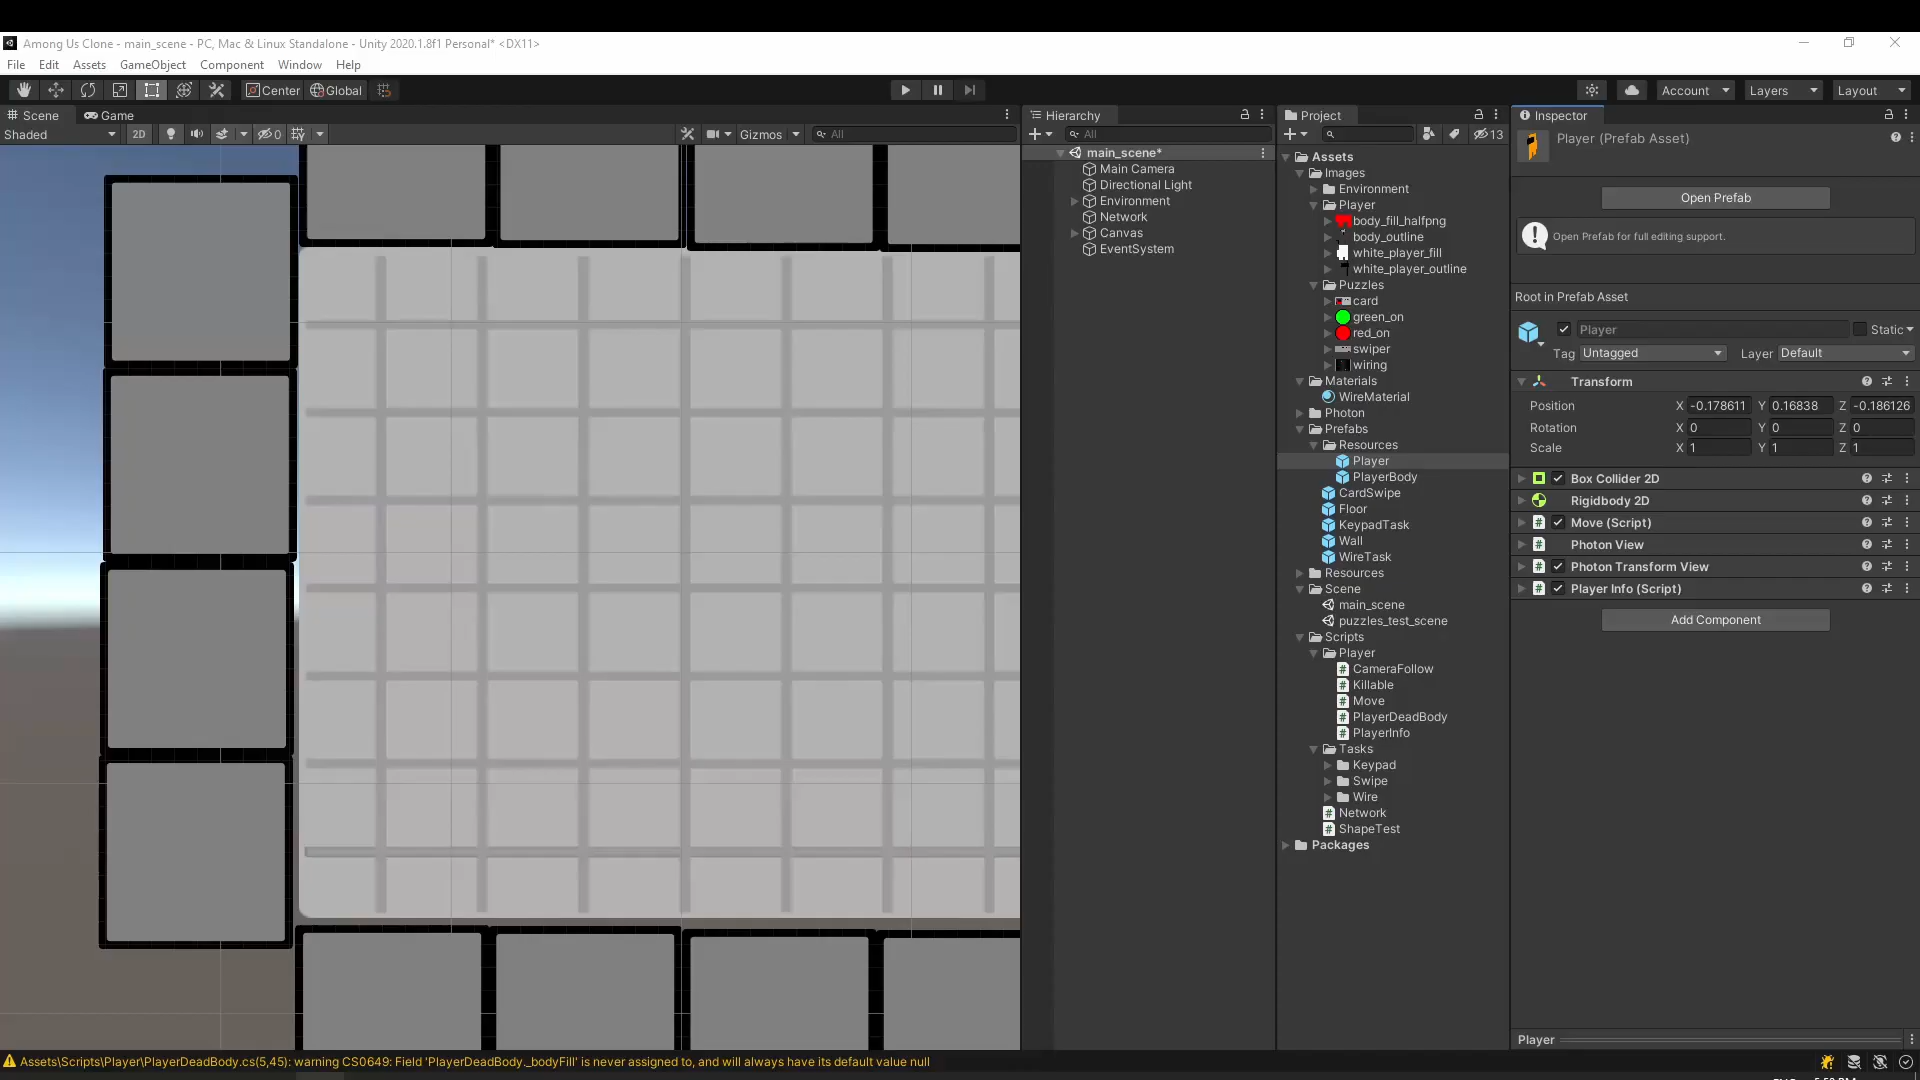 Among Us Clone - main_scene - PC, Mac & Linux Standalone - Unity 2020.1.8f1 Personal* <DX11>
File Edit Assets GameObject Component Window Help
Center Global Account Layers Layout
Scene Game
Shaded 2D 0 Gizmos All
Hierarchy
All
main_scene*
Main Camera
Directional Light
Environment
Network
Canvas
EventSystem
Project
13
Assets
Images
Environment
Player
body_fill_halfpng
body_outline
white_player_fill
white_player_outline
Puzzles
card
green_on
red_on
swiper
wiring
Materials
WireMaterial
Photon
Prefabs
Resources
Player
PlayerBody
CardSwipe
Floor
KeypadTask
Wall
WireTask
Resources
Scene
main_scene
puzzles_test_scene
Scripts
Player
CameraFollow
Killable
Move
PlayerDeadBody
PlayerInfo
Tasks
Keypad
Swipe
Wire
Network
ShapeTest
Packages
Inspector
Player (Prefab Asset)
Open Prefab
Open Prefab for full editing support.
Root in Prefab Asset
Player Static
Tag Untagged Layer Default
Transform
Position X -0.178611 Y 0.16838 Z -0.186126
Rotation X 0 Y 0 Z 0
Scale X 1 Y 1 Z 1
Box Collider 2D
Rigidbody 2D
Move (Script)
Photon View
Photon Transform View
Player Info (Script)
Add Component
Player
Assets\Scripts\Player\PlayerDeadBody.cs(5,45): warning CS0649: Field 'PlayerDeadBody._bodyFill' is never assigned to, and will always have its default value null